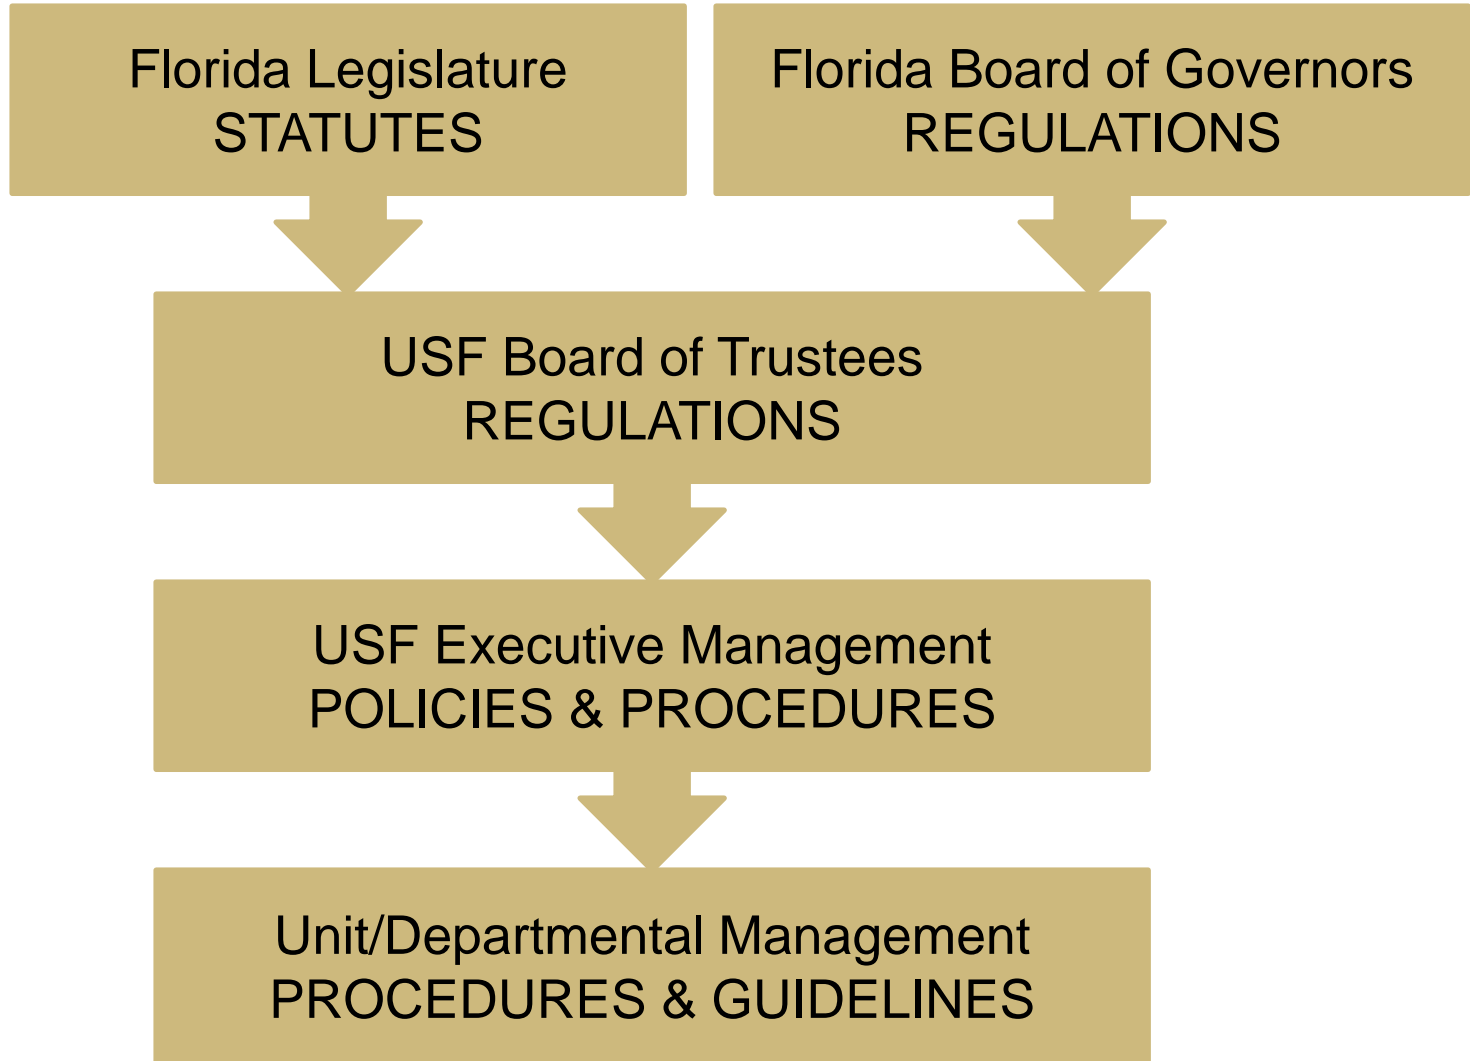 Florida Legislature
STATUTES
Florida Board of Governors
REGULATIONS
USF Board of Trustees
REGULATIONS
USF Executive Management
POLICIES & PROCEDURES
Unit/Departmental Management
PROCEDURES & GUIDELINES